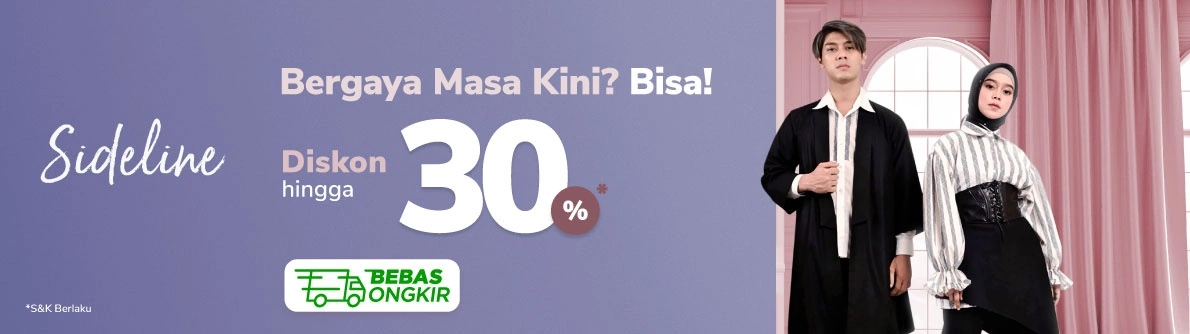 Sideline
Bergaya Masa Kini? Bisa!
Diskon
hingga
30%*
BEBAS
ONGKIR
*S&K Berlaku